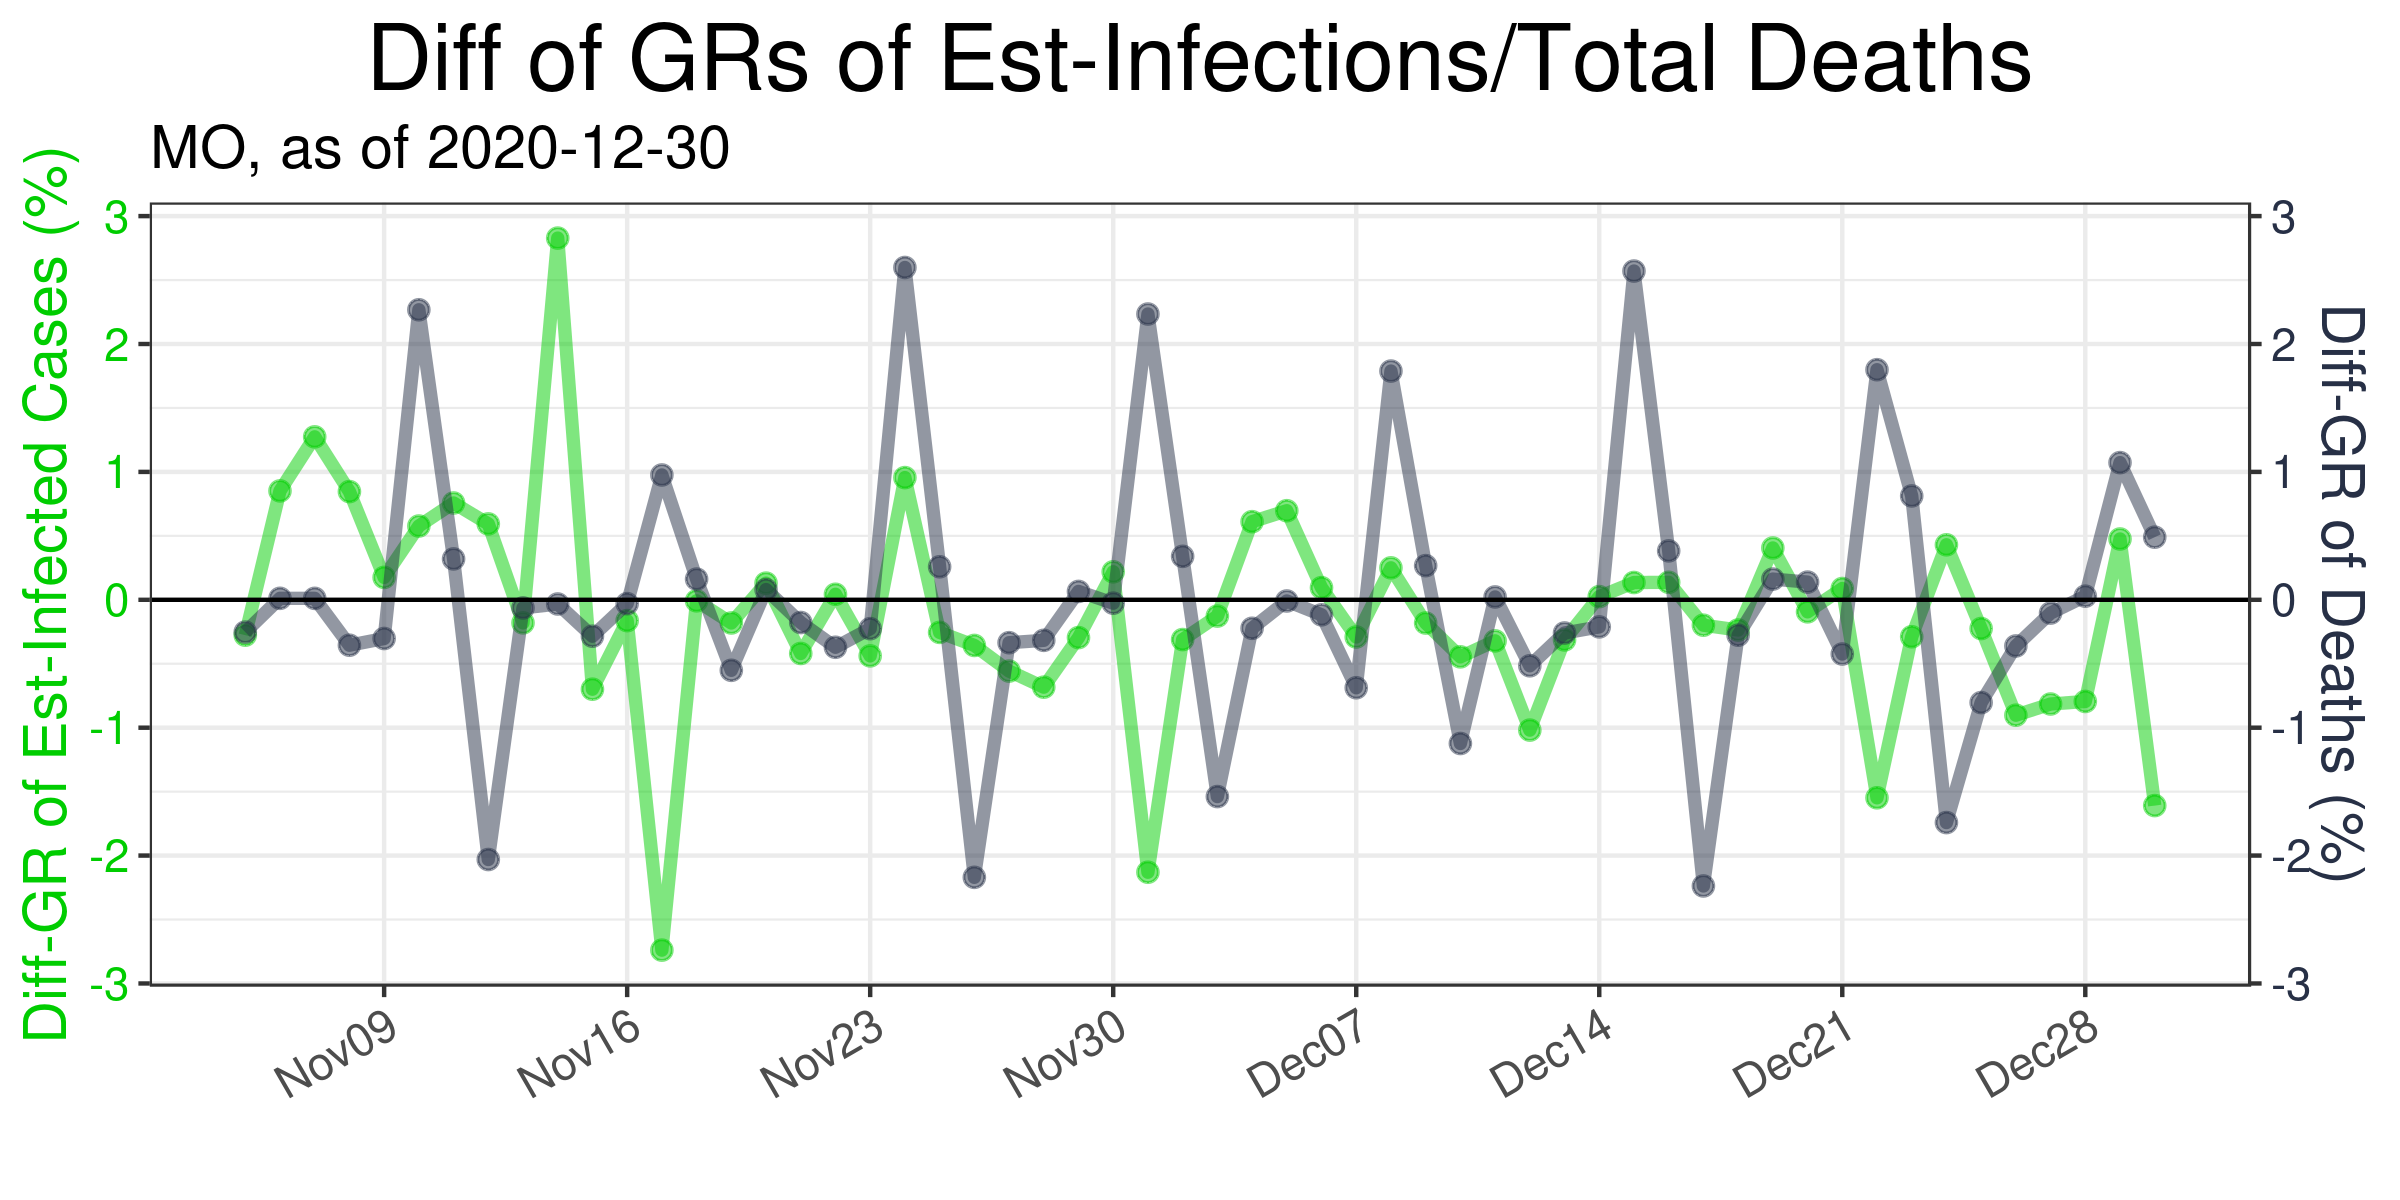 Diff of GRs of Est-Infections/Total Deaths
MO, as of 2020-12-30
Diff-GR of Est-Infected Cases (%)
3
2
1
0
-1
-2
-3
3
2
1
0
-1
-2
-3
Diff-GR of Deaths (%)
Nov09
Nov16
Nov23
Nov30
Dec07
Dec14
Dec21
Dec28